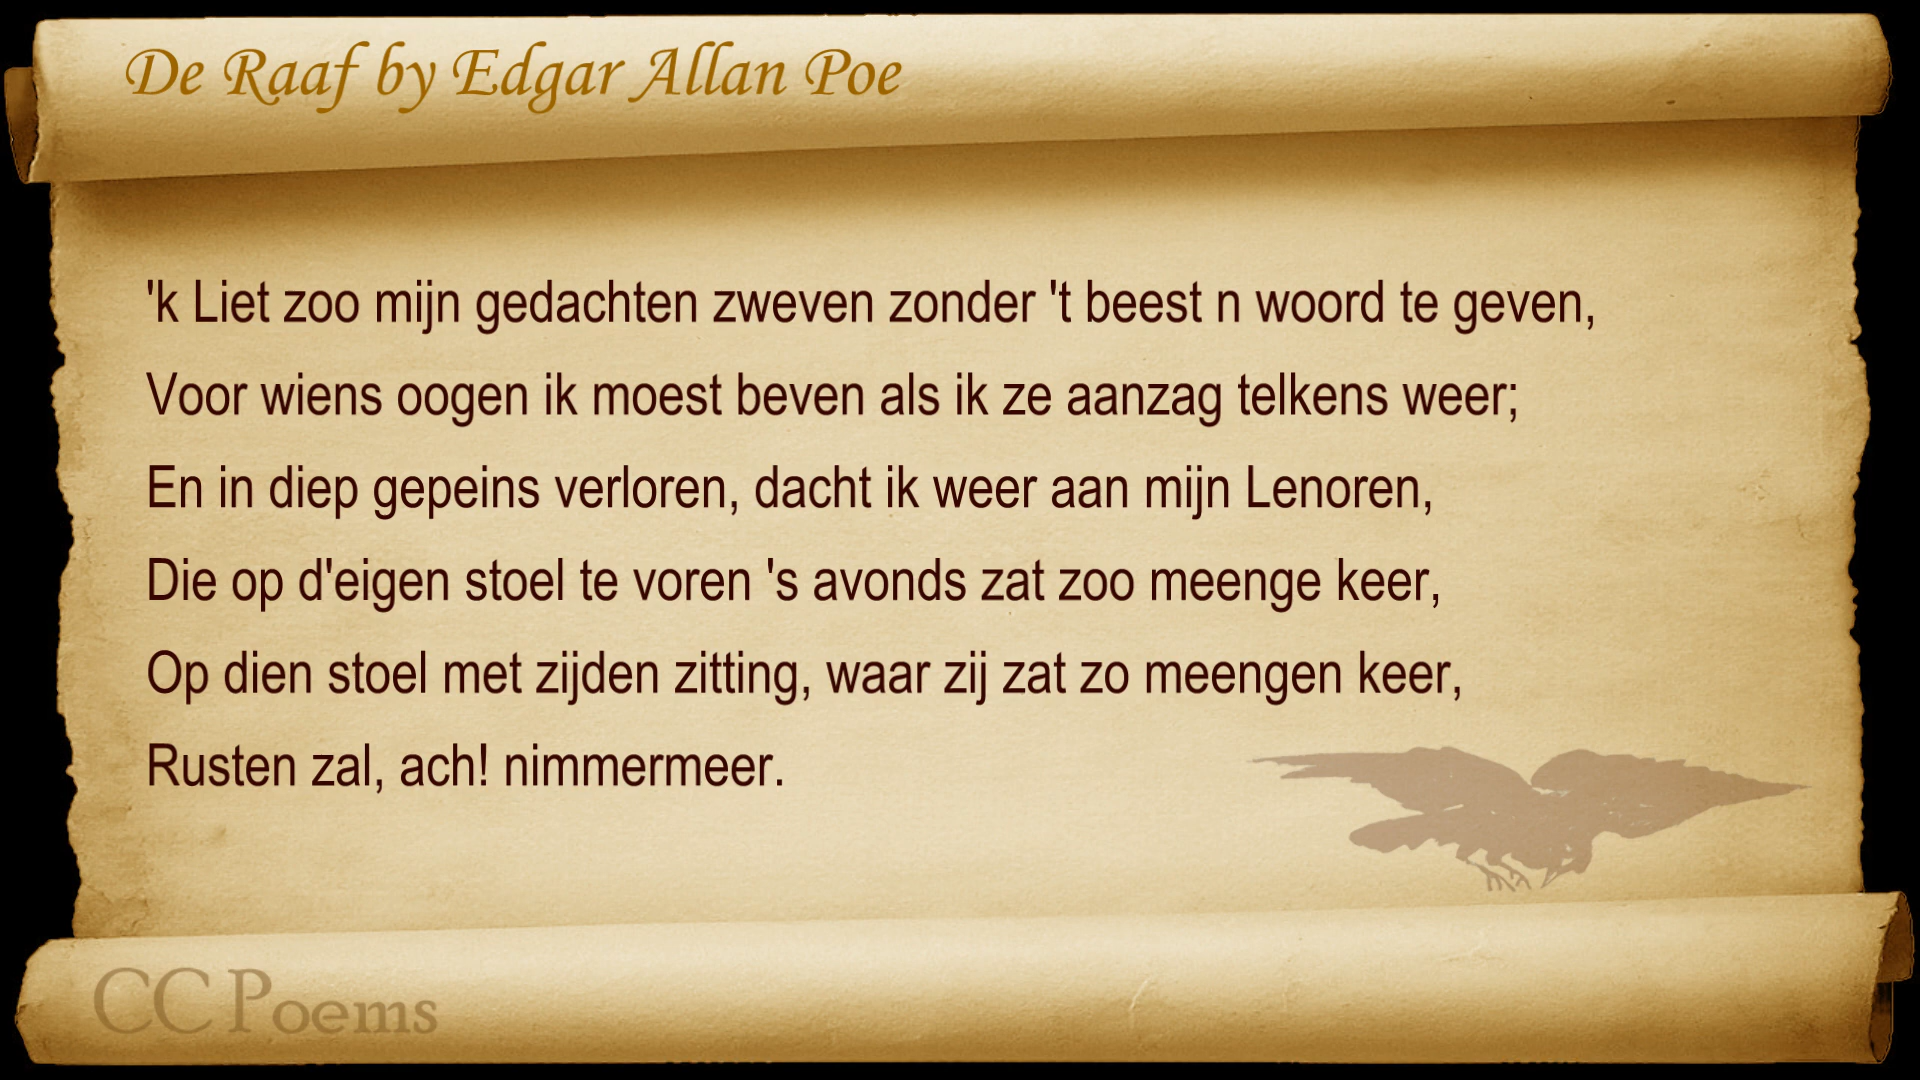 De Raaf by Edgar Allan Poe
'k Liet zoo mijn gedachten zweven zonder 't beest n woord te geven,
Voor wiens oogen ik moest beven als ik ze aanzag telkens weer;
En in diep gepeins verloren, dacht ik weer aan mijn Lenoren,
Die op d'eigen stoel te voren 's avonds zat zoo meenge keer,
Op dien stoel met zijden zitting, waar zij zat zo meengen keer,
Rusten zal, ach! nimmermeer.
CC Poems